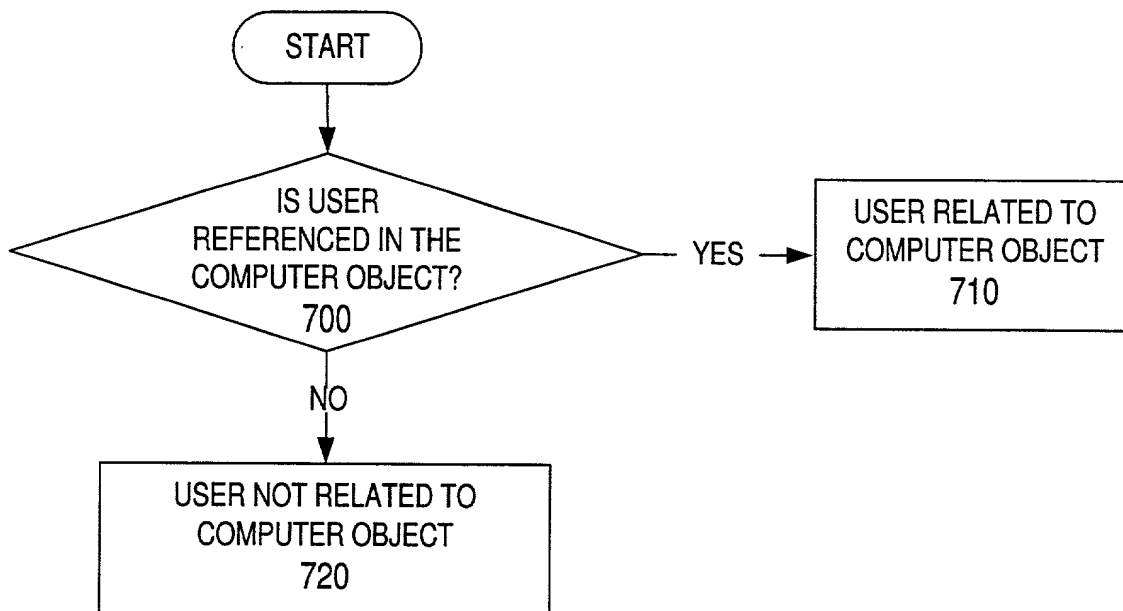 START
IS USER
REFERENCED IN THE
COMPUTER OBJECT?
700
YES
USER RELATED TO
COMPUTER OBJECT
710
NO
USER NOT RELATED TO
COMPUTER OBJECT
720